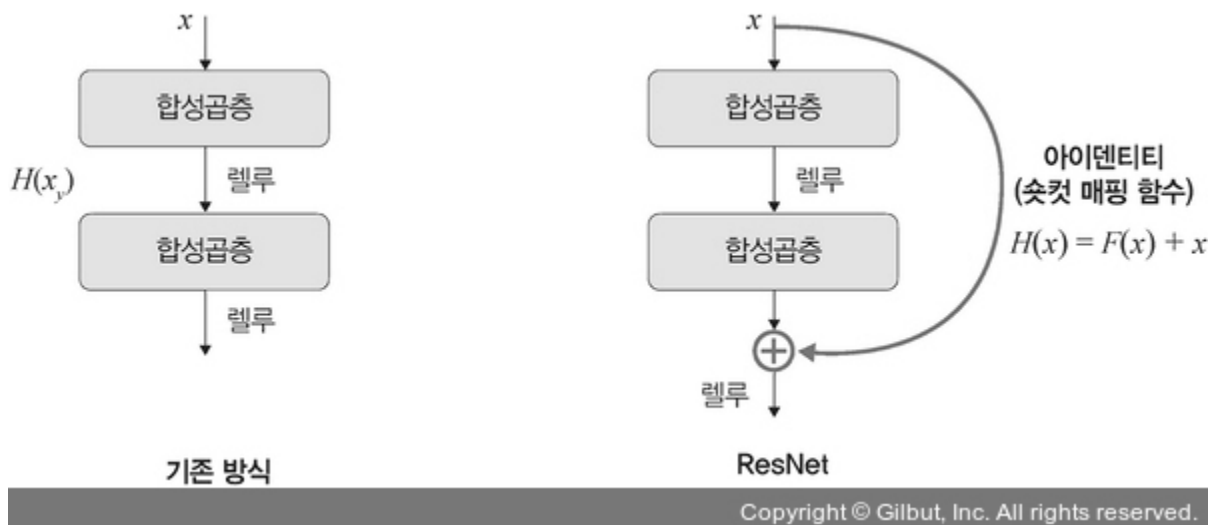 x
합성곱층
H(x_y)
렐루
합성곱층
렐루
기존 방식
x
합성곱층
렐루
합성곱층
렐루
아이덴티티
(숏컷 매핑 함수)
H(x) = F(x) + x
ResNet
Copyright © Gilbut, Inc. All rights reserved.